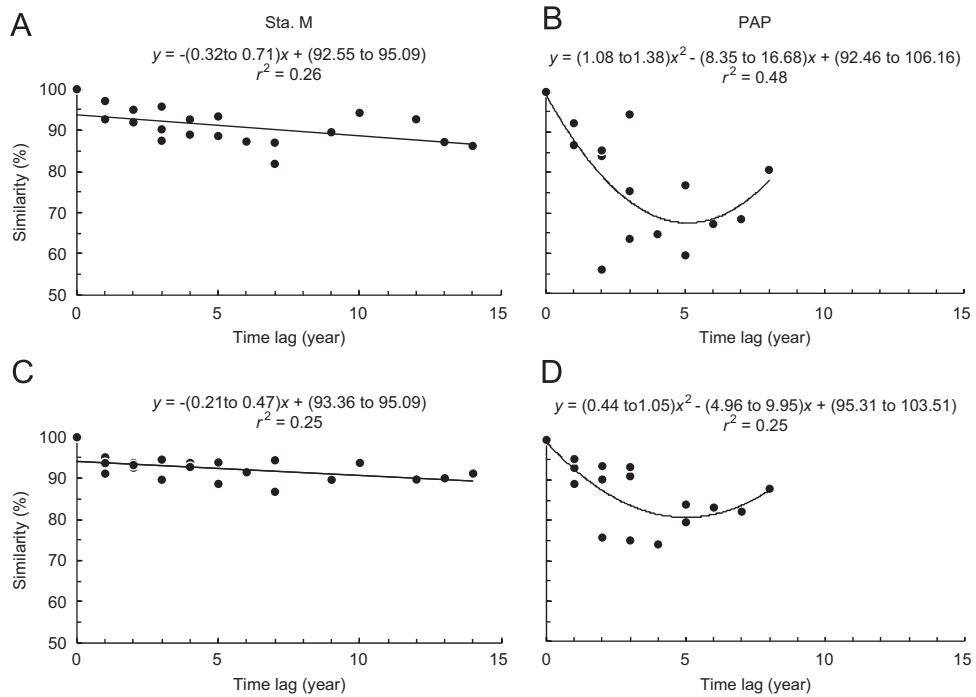 A
Sta. M
y = -(0.32to 0.71)x + (92.55 to 95.09)
r² = 0.26
Similarity (%)
100
90
80
70
60
50
0
5
10
15
Time lag (year)
B
PAP
y = (1.08 to1.38)x² - (8.35 to 16.68)x + (92.46 to 106.16)
r² = 0.48
0
5
10
15
Time lag (year)
C
y = -(0.21to 0.47)x + (93.36 to 95.09)
r² = 0.25
Similarity (%)
100
90
80
70
60
50
0
5
10
15
Time lag (year)
D
y = (0.44 to1.05)x² - (4.96 to 9.95)x + (95.31 to 103.51)
r² = 0.25
0
5
10
15
Time lag (year)